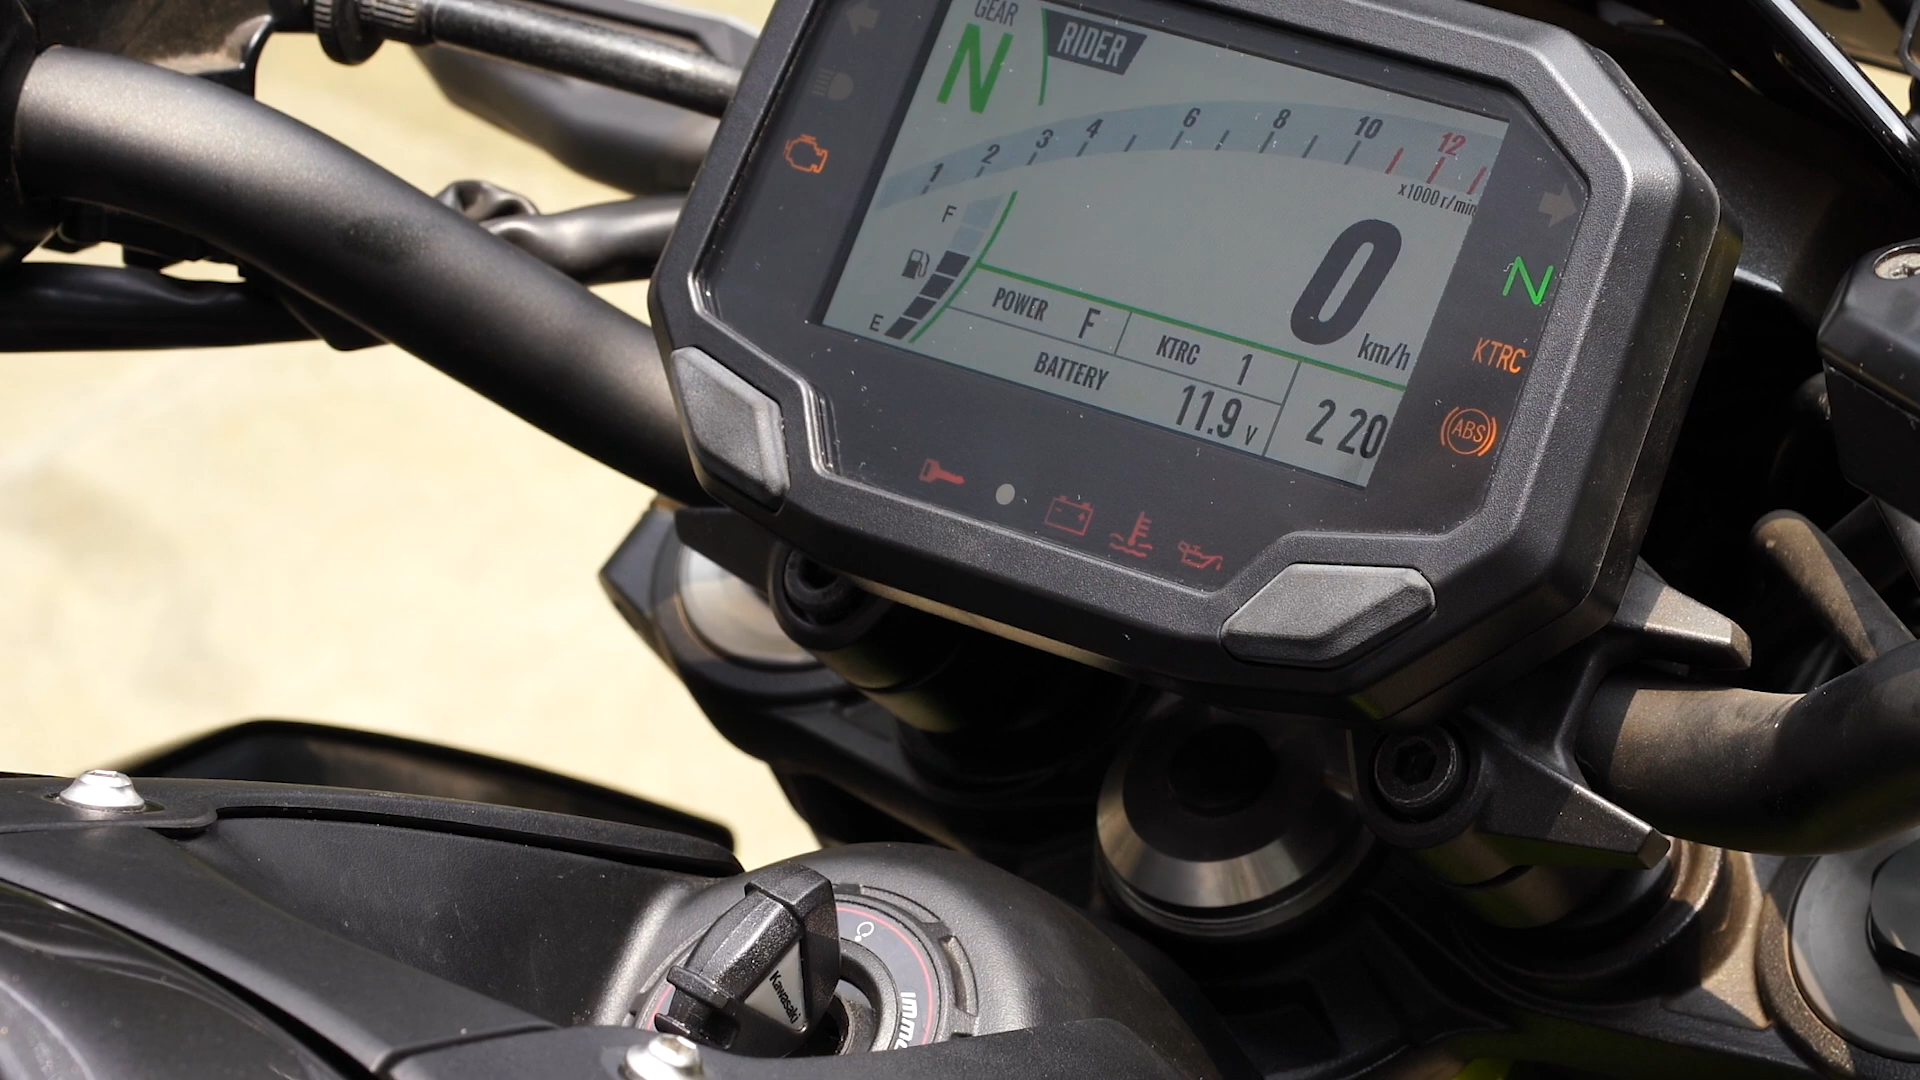 GEAR
N
RIDER
1 2 3 4 6 8 10 12
x1000 r/min
F
E
0 km/h
N
POWER F
KTRC 1
KTRC
BATTERY
11.9 V
2 20
ABS
Kawasaki